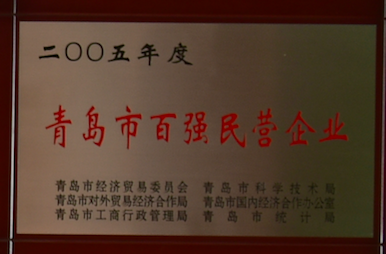 二〇〇五年度
青岛市百强民营企业
青岛市经济贸易委员会 青岛市科学技术局
青岛市对外贸易经济合作局 青岛市国内经济合作办公室
青岛市工商行政管理局 青岛市统计局